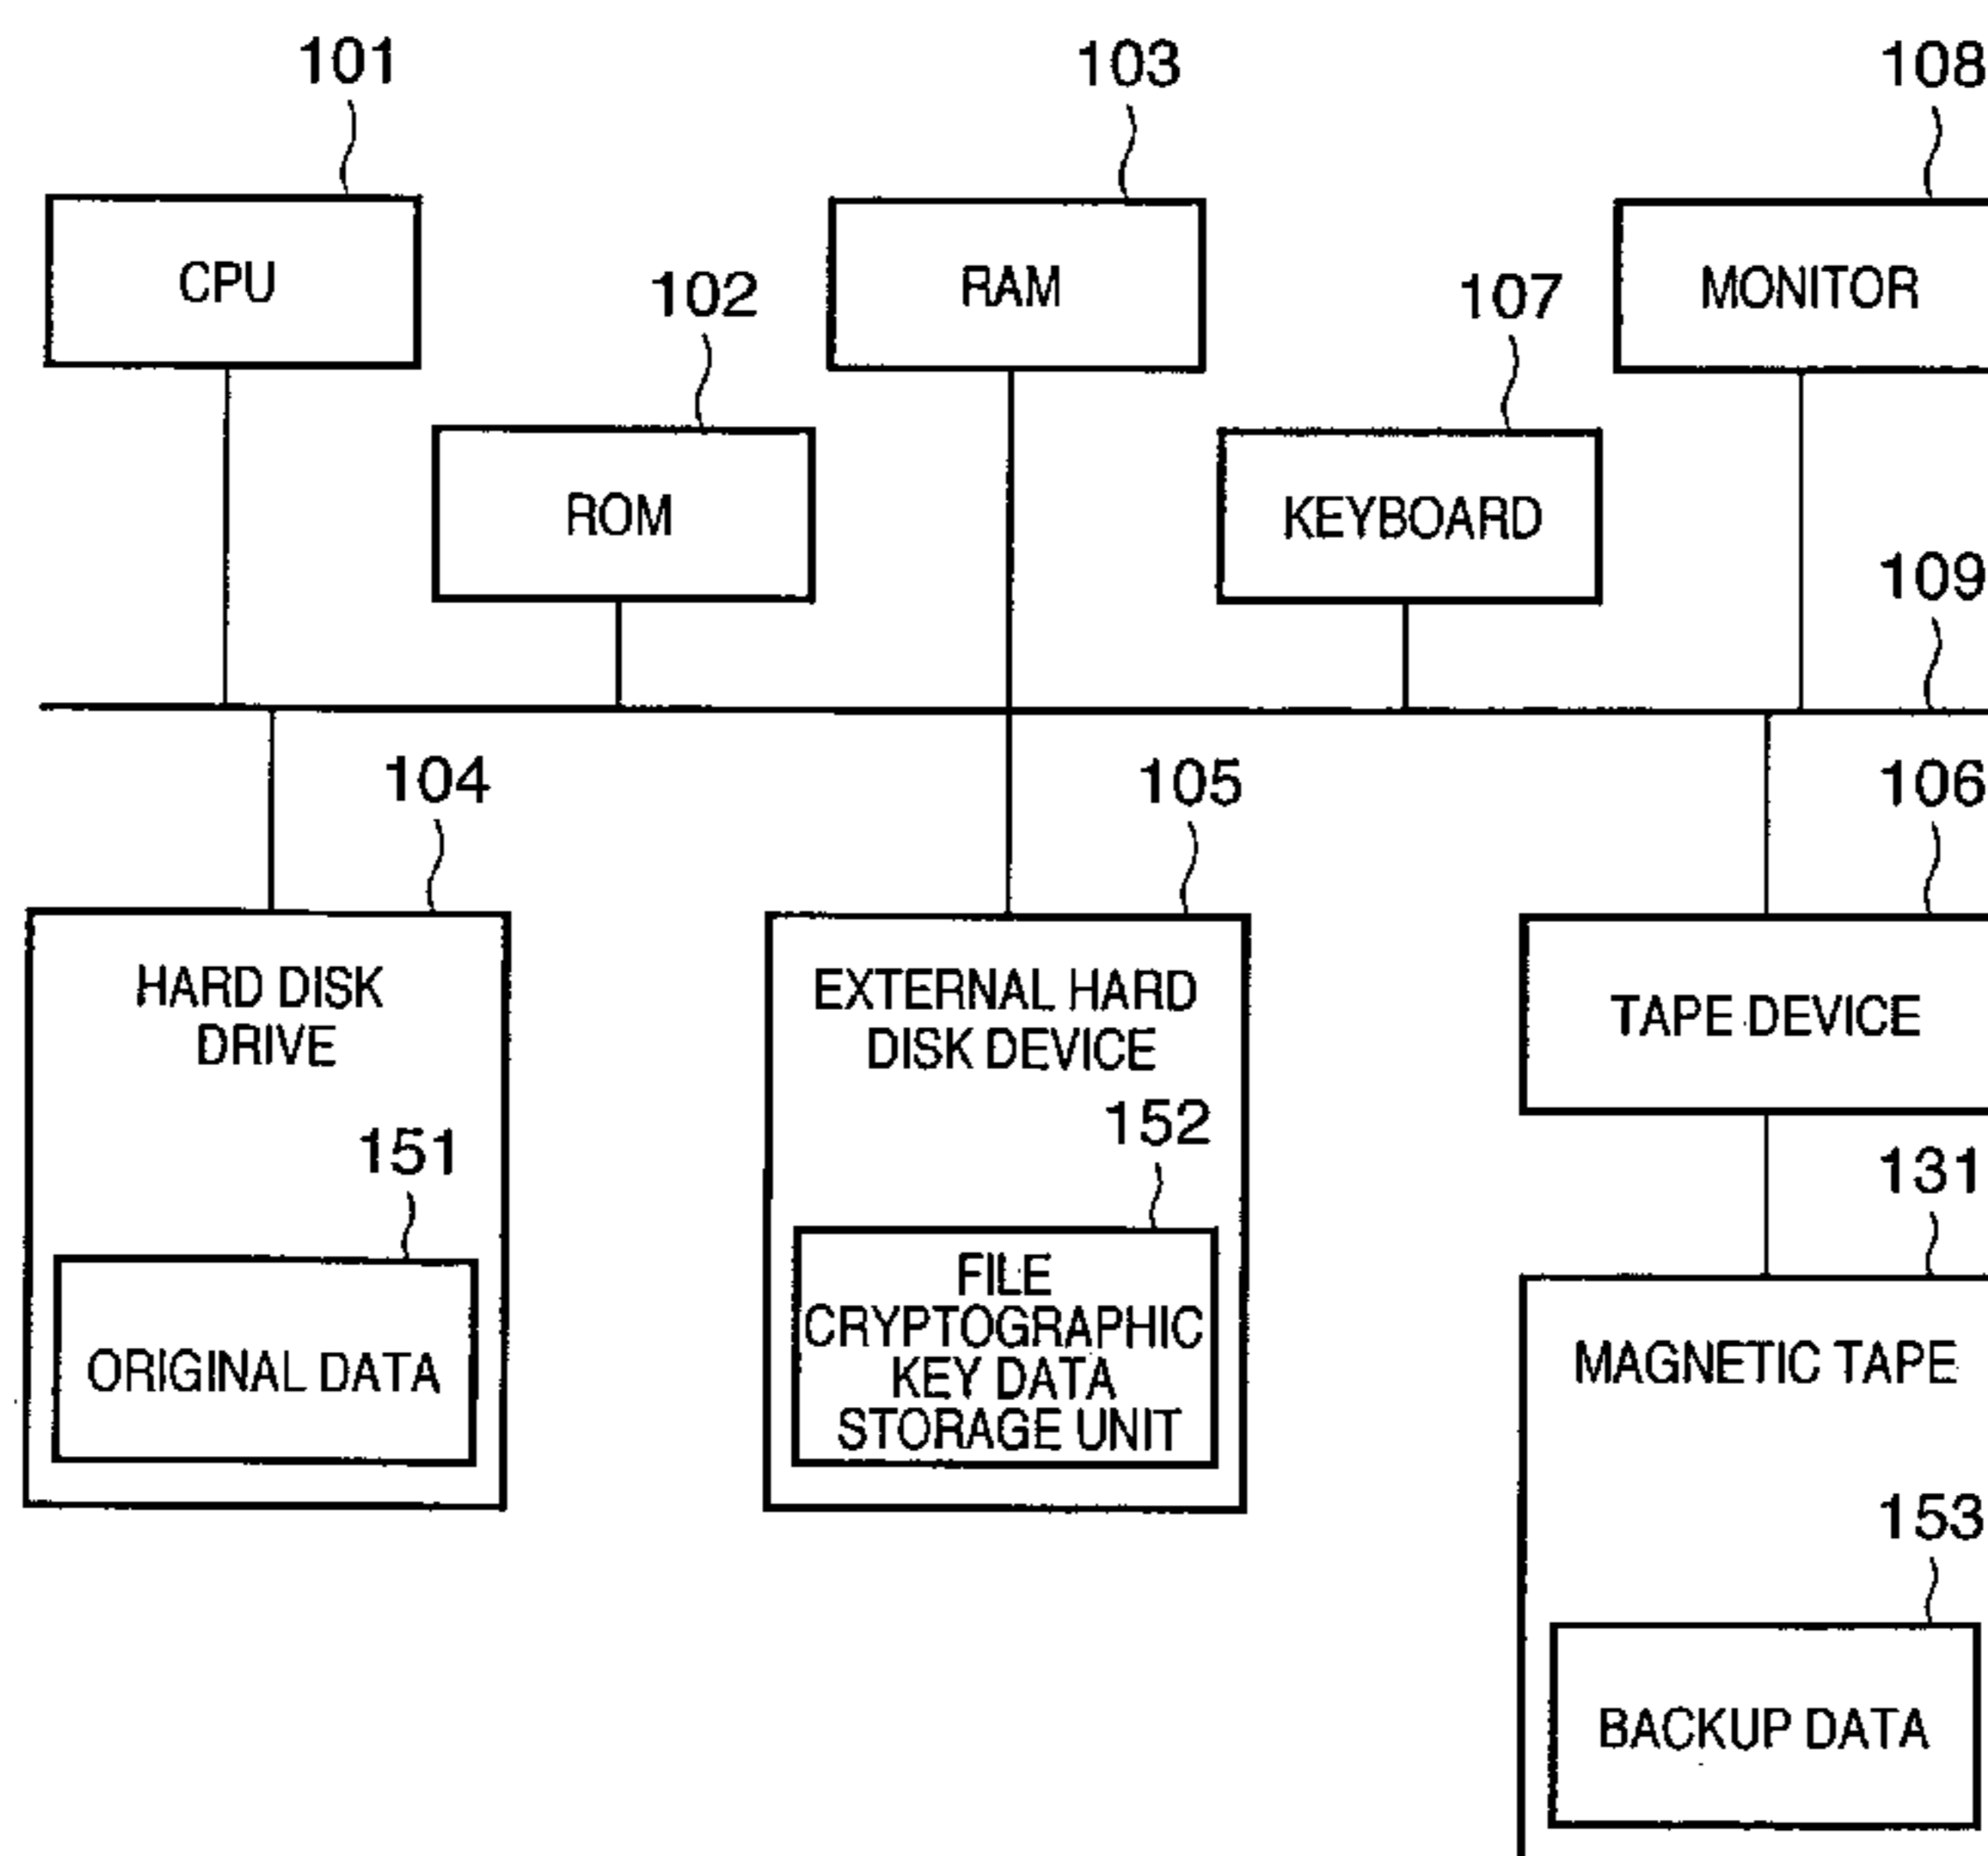 101
103
108
CPU
102
RAM
107
MONITOR
ROM
KEYBOARD
109
104
105
106
HARD DISK
DRIVE
EXTERNAL HARD
DISK DEVICE
TAPE DEVICE
151
152
131
ORIGINAL DATA
FILE
CRYPTOGRAPHIC
KEY DATA
STORAGE UNIT
MAGNETIC TAPE
153
BACKUP DATA